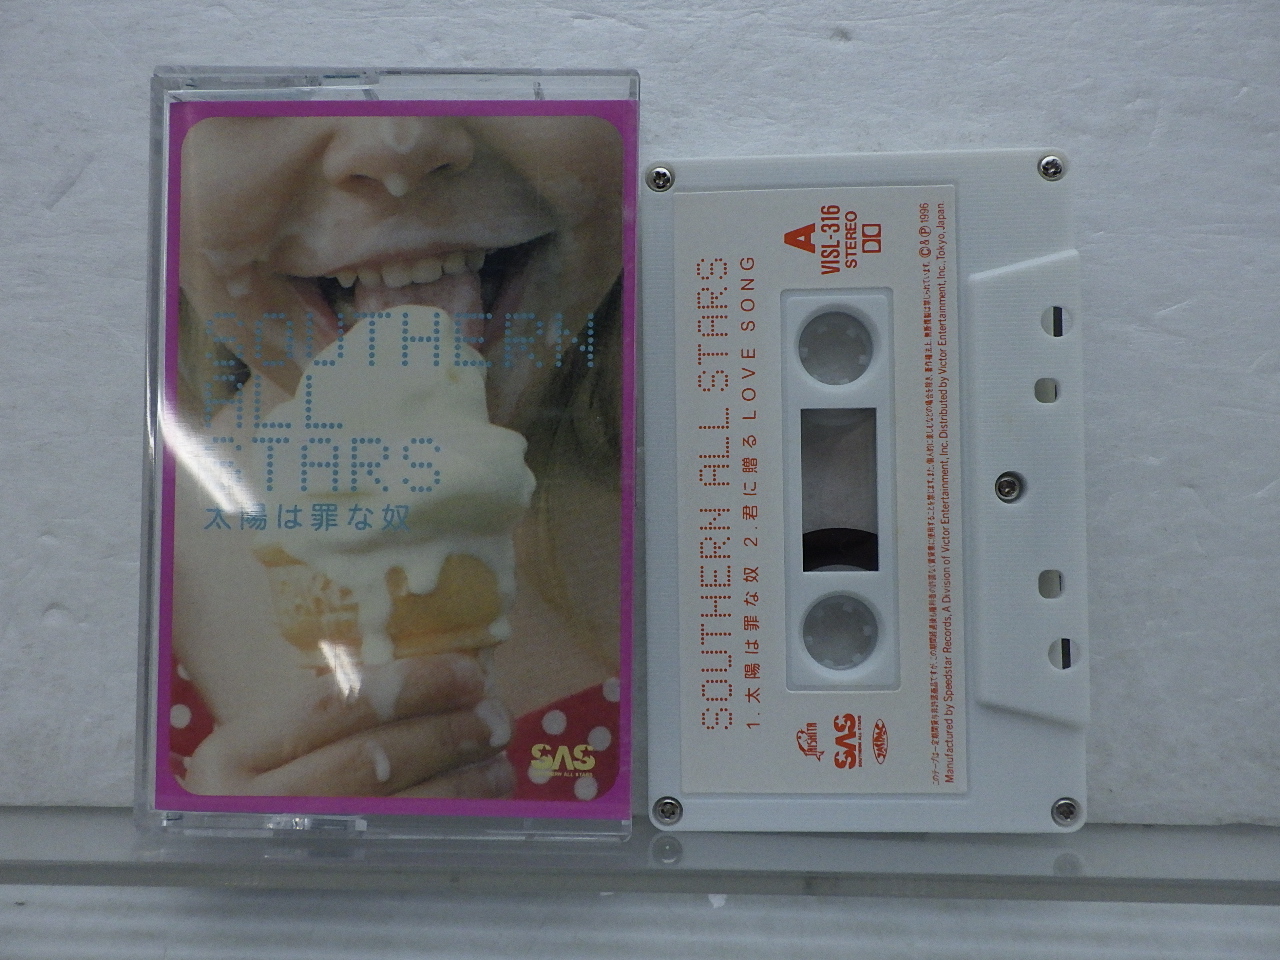 SOUTHERN
ALL
STARS
太陽は罪な奴
SAS
SOUTHERN ALL STARS
SOUTHERN ALL STARS
1.太陽は罪な奴 2.君に贈る LOVE SONG
A
VISL-316
STEREO
TAISHITA
SAS
Ⓒ&Ⓟ1996
Manufactured by Speedstar Records, A Division of Victor Entertainment, Inc. Distributed by Victor Entertainment, Inc., Tokyo, Japan.